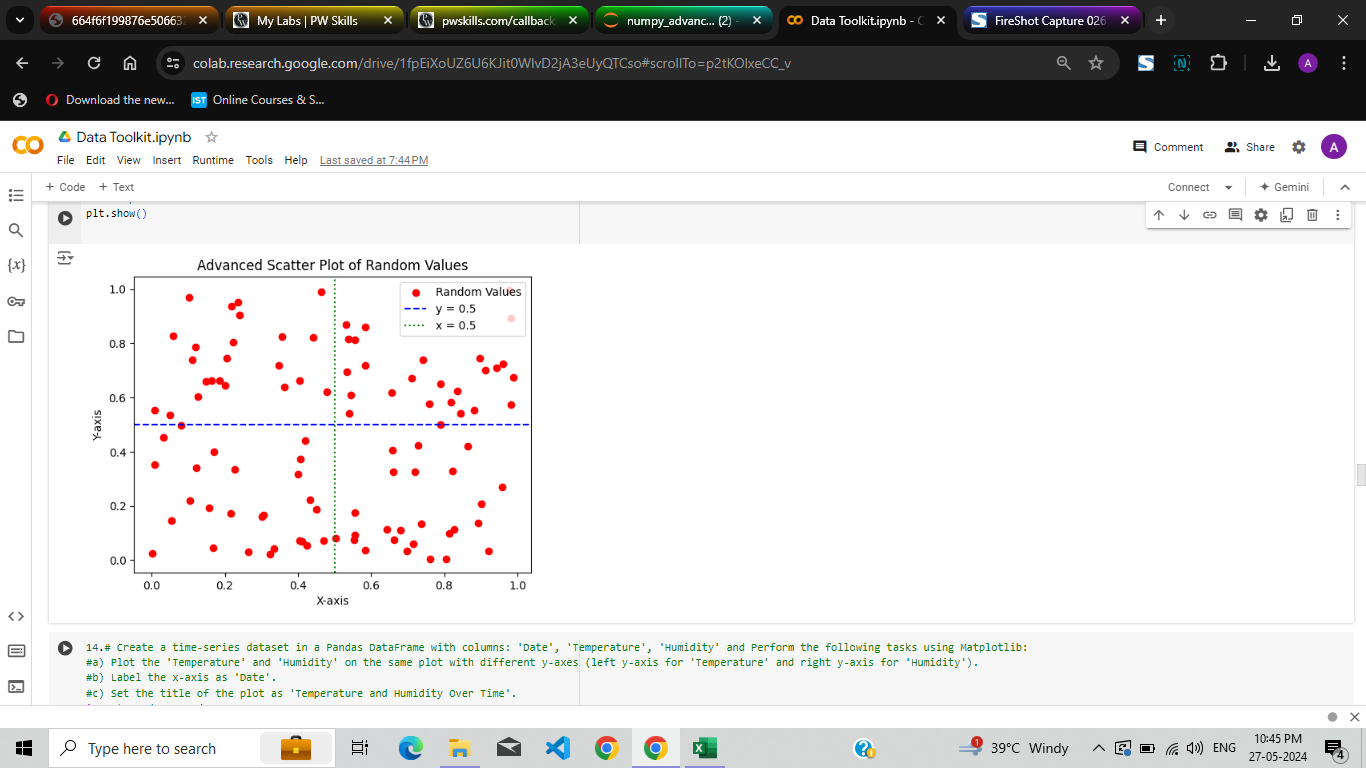 664f6f199876e506632
My Labs | PW Skills
pwskills.com/callback
numpy_advanc... (2) -
Data Toolkit.ipynb - C
FireShot Capture 026
colab.research.google.com/drive/1fpEiXoUZ6U6KJit0WIvD2jA3eUyQTCso#scrollTo=p2tKOlxeCC_v
Download the new...
IST
Online Courses & S...
Data Toolkit.ipynb
Comment
Share
A
File Edit View Insert Runtime Tools Help Last saved at 7:44 PM
+ Code + Text
Connect
Gemini
plt.show()
Advanced Scatter Plot of Random Values
Random Values
y = 0.5
x = 0.5
1.0
0.8
0.6
0.4
0.2
0.0
Y-axis
0.0 0.2 0.4 0.6 0.8 1.0
X-axis
14.# Create a time-series dataset in a Pandas DataFrame with columns: 'Date', 'Temperature', 'Humidity' and Perform the following tasks using Matplotlib:
#a) Plot the 'Temperature' and 'Humidity' on the same plot with different y-axes (left y-axis for 'Temperature' and right y-axis for 'Humidity').
#b) Label the x-axis as 'Date'.
#c) Set the title of the plot as 'Temperature and Humidity Over Time'.
Type here to search
1
39°C Windy
ENG
10:45 PM
27-05-2024
4